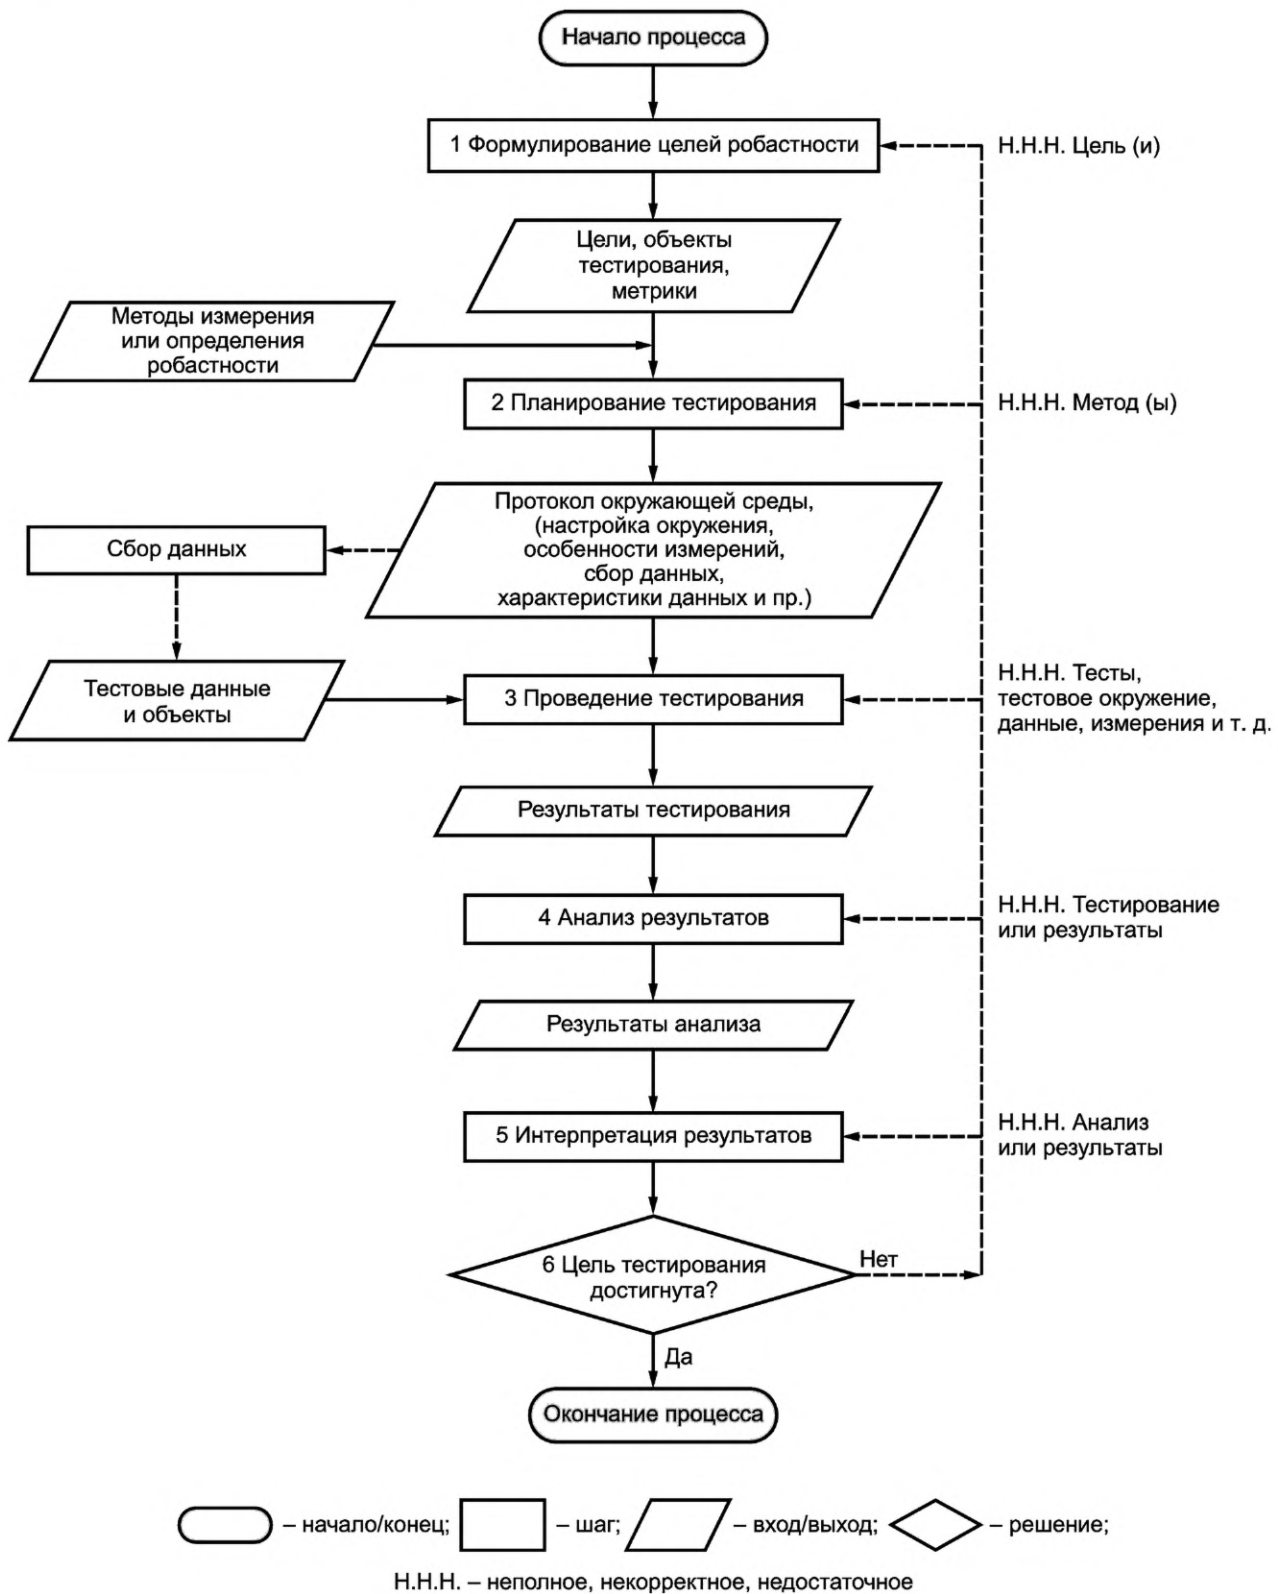 Начало процесса
1 Формулирование целей робастности
Н.Н.Н. Цель (и)
Цели, объекты
тестирования,
метрики
Методы измерения
или определения
робастности
2 Планирование тестирования
Н.Н.Н. Метод (ы)
Протокол окружающей среды,
(настройка окружения,
особенности измерений,
сбор данных,
характеристики данных и пр.)
Сбор данных
Тестовые данные
и объекты
3 Проведение тестирования
Н.Н.Н. Тесты,
тестовое окружение,
данные, измерения и т. д.
Результаты тестирования
4 Анализ результатов
Н.Н.Н. Тестирование
или результаты
Результаты анализа
5 Интерпретация результатов
Н.Н.Н. Анализ
или результаты
6 Цель тестирования
достигнута?
Нет
Да
Окончание процесса
– начало/конец; – шаг; – вход/выход; – решение;
Н.Н.Н. – неполное, некорректное, недостаточное